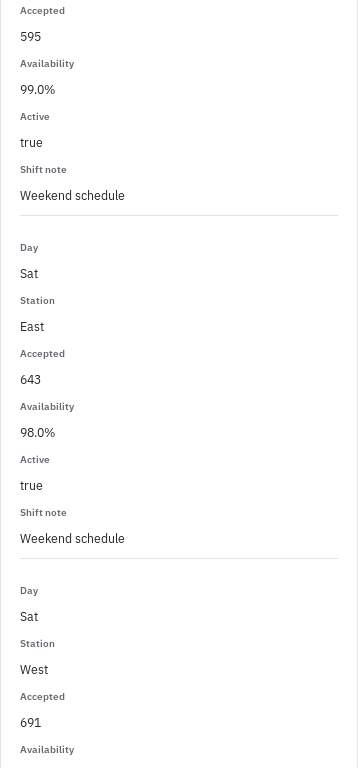 Accepted
595
Availability
99.0%
Active
true
Shift note
Weekend schedule
Day
Sat
Station
East
Accepted
643
Availability
98.0%
Active
true
Shift note
Weekend schedule
Day
Sat
Station
West
Accepted
691
Availability